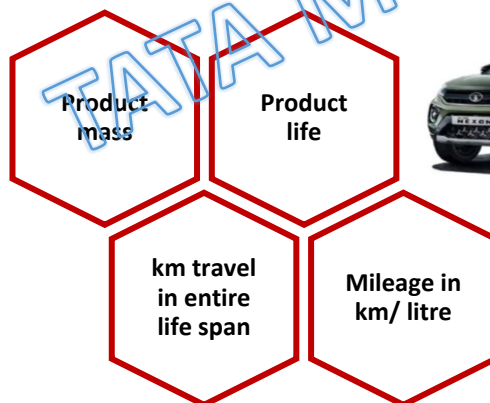 TATA M
Product
mass
Product
life
km travel
in entire
life span
Mileage in
km/ litre